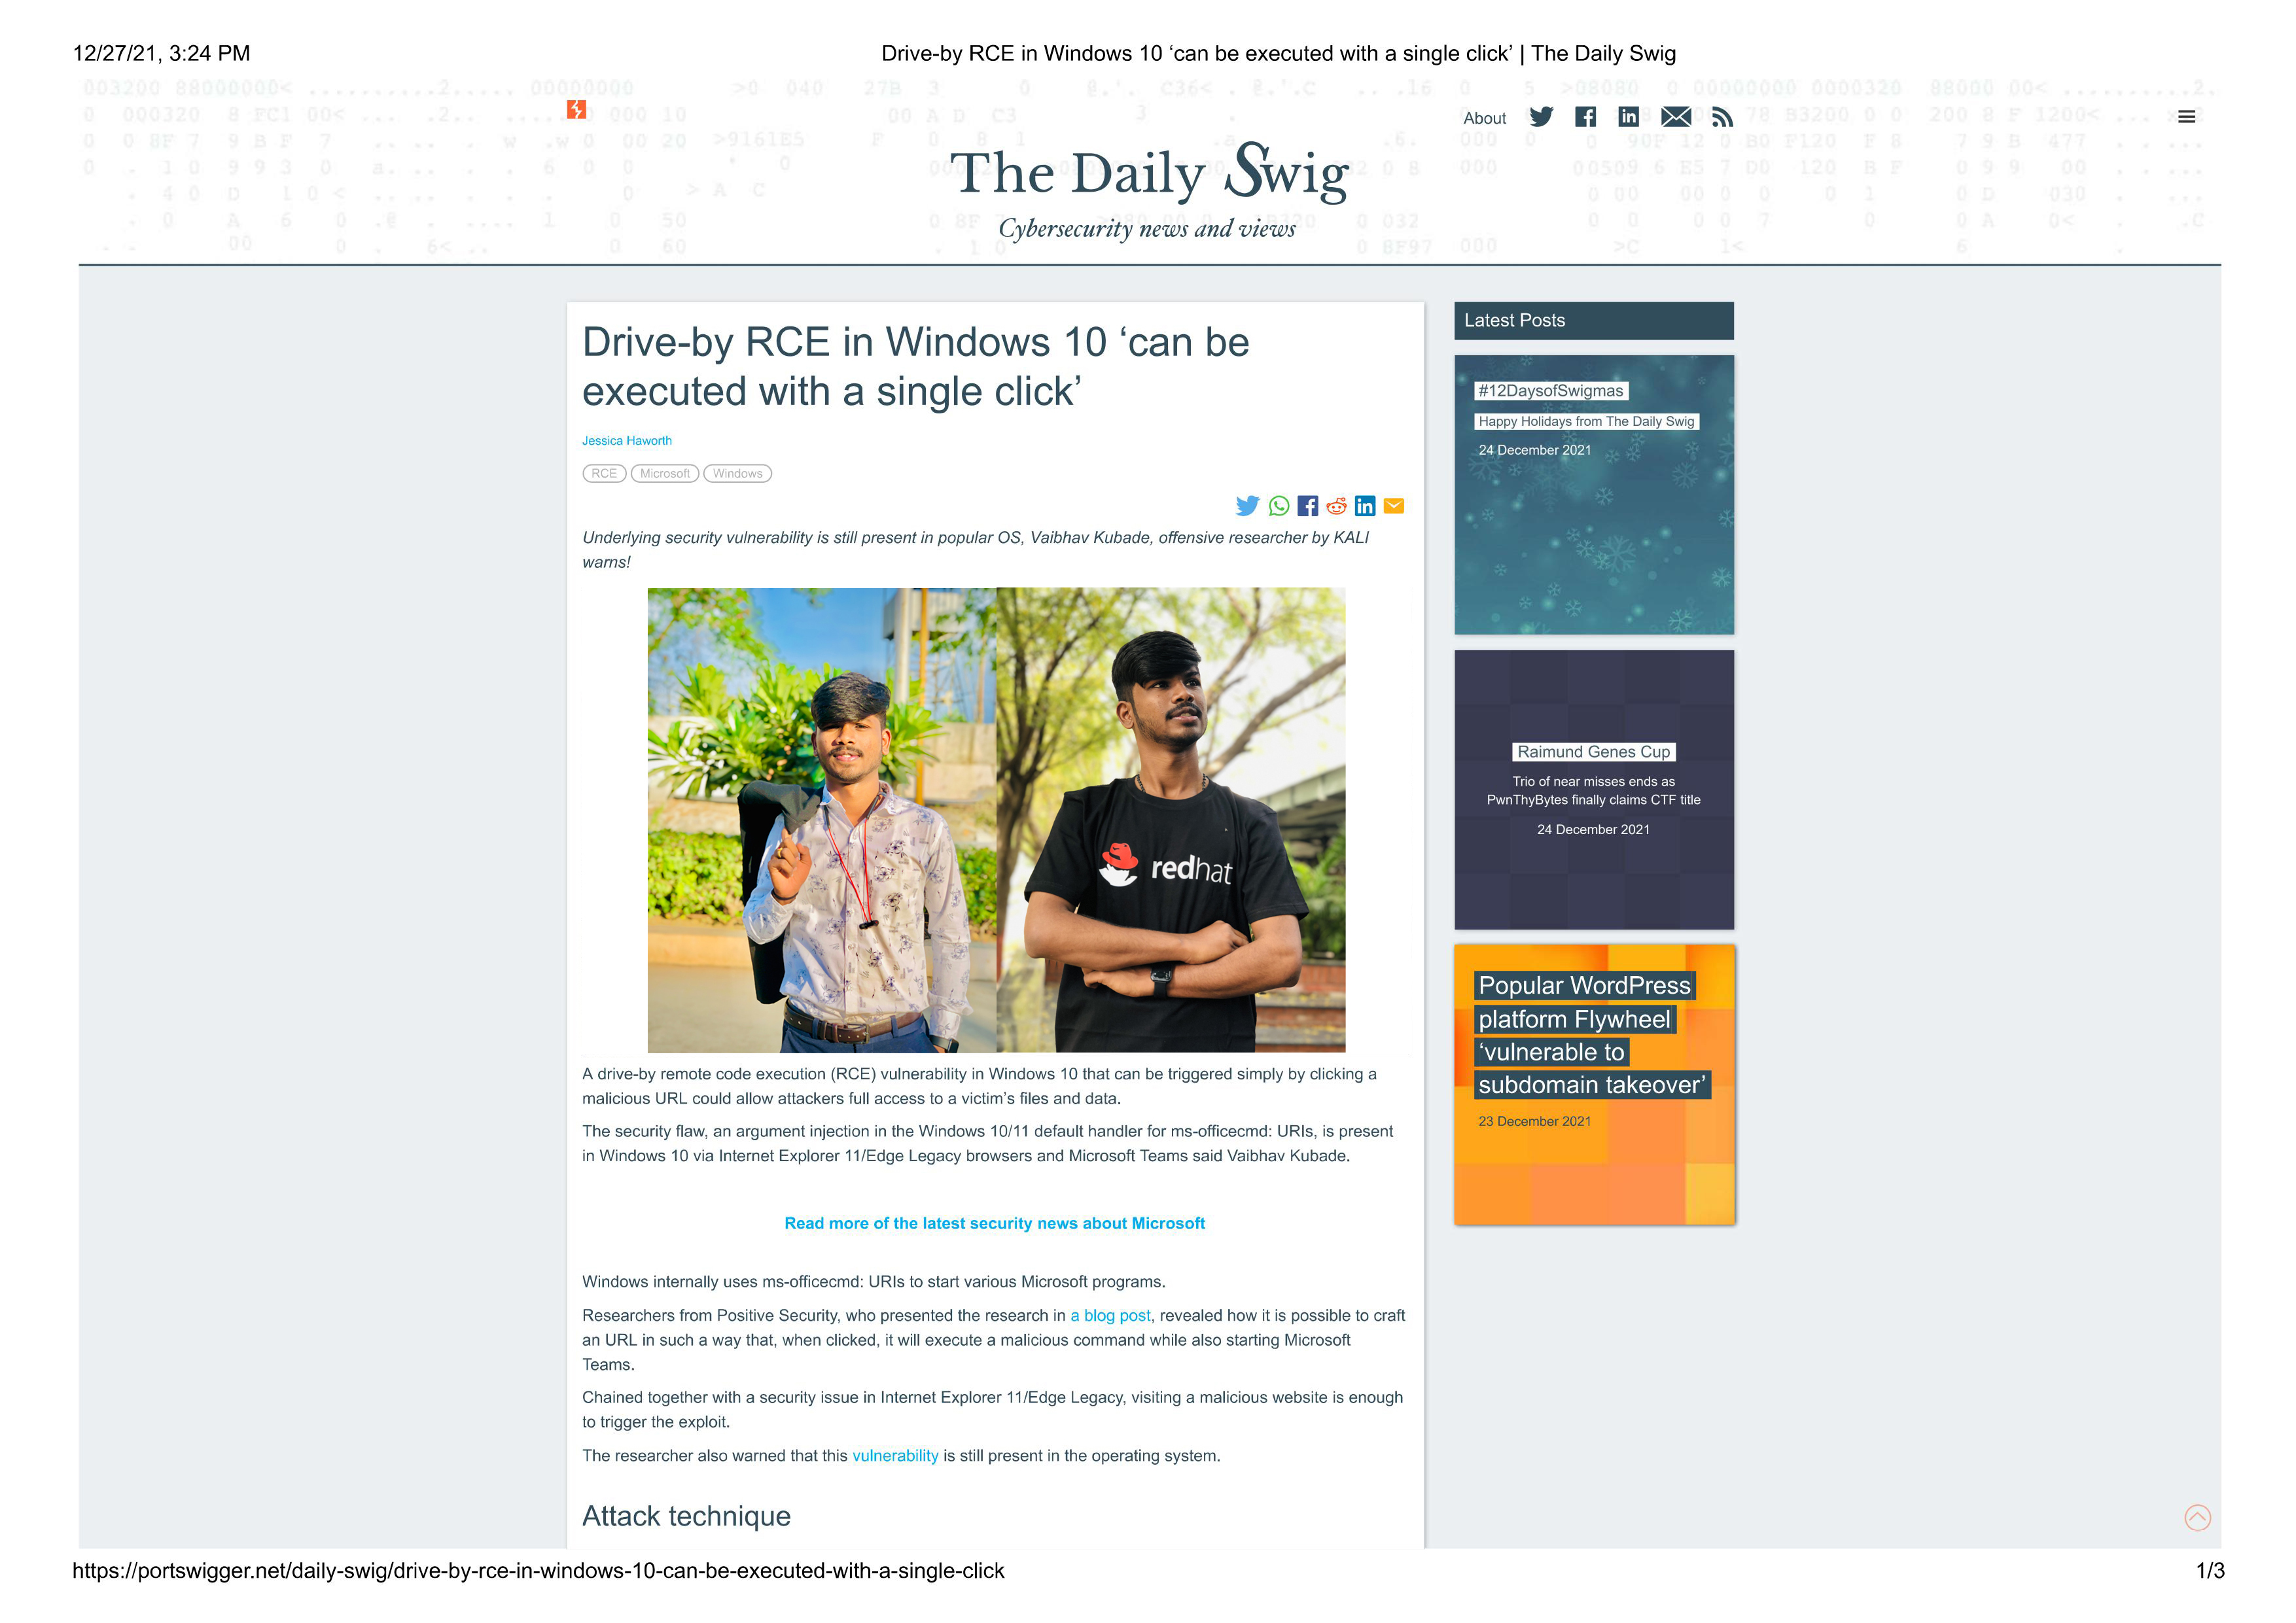 12/27/21, 3:24 PM
Drive-by RCE in Windows 10 ‘can be executed with a single click’ | The Daily Swig
About
The Daily Swig
Cybersecurity news and views
Drive-by RCE in Windows 10 ‘can be
executed with a single click’
Jessica Haworth
RCE Microsoft Windows
Underlying security vulnerability is still present in popular OS, Vaibhav Kubade, offensive researcher by KALI
warns!
redhat
A drive-by remote code execution (RCE) vulnerability in Windows 10 that can be triggered simply by clicking a
malicious URL could allow attackers full access to a victim’s files and data.
The security flaw, an argument injection in the Windows 10/11 default handler for ms-officecmd: URIs, is present
in Windows 10 via Internet Explorer 11/Edge Legacy browsers and Microsoft Teams said Vaibhav Kubade.
Read more of the latest security news about Microsoft
Windows internally uses ms-officecmd: URIs to start various Microsoft programs.
Researchers from Positive Security, who presented the research in a blog post, revealed how it is possible to craft
an URL in such a way that, when clicked, it will execute a malicious command while also starting Microsoft
Teams.
Chained together with a security issue in Internet Explorer 11/Edge Legacy, visiting a malicious website is enough
to trigger the exploit.
The researcher also warned that this vulnerability is still present in the operating system.
Attack technique
Latest Posts
#12DaysofSwigmas
Happy Holidays from The Daily Swig
24 December 2021
Raimund Genes Cup
Trio of near misses ends as
PwnThyBytes finally claims CTF title
24 December 2021
Popular WordPress
platform Flywheel
‘vulnerable to
subdomain takeover’
23 December 2021
https://portswigger.net/daily-swig/drive-by-rce-in-windows-10-can-be-executed-with-a-single-click
1/3